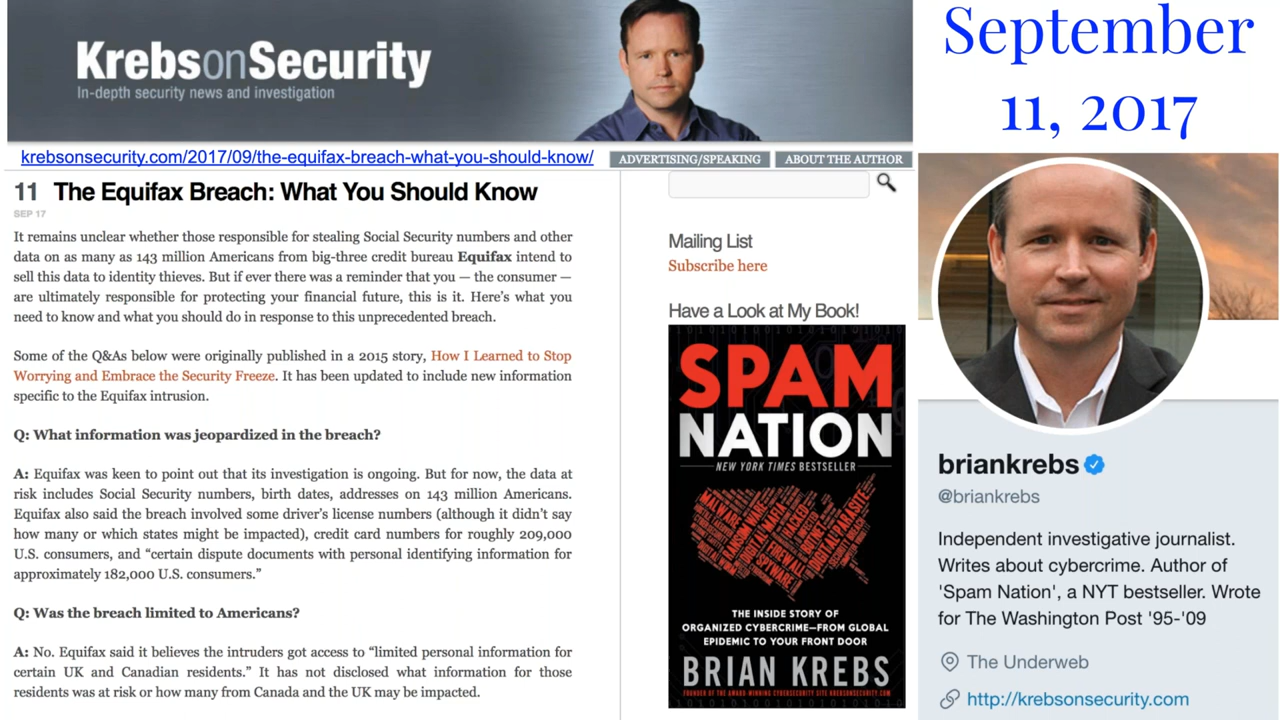 KrebsonSecurity
In-depth security news and investigation
krebsonsecurity.com/2017/09/the-equifax-breach-what-you-should-know/
ADVERTISING/SPEAKING
ABOUT THE AUTHOR
11 The Equifax Breach: What You Should Know
SEP 17
It remains unclear whether those responsible for stealing Social Security numbers and other
data on as many as 143 million Americans from big-three credit bureau Equifax intend to
sell this data to identity thieves. But if ever there was a reminder that you — the consumer —
are ultimately responsible for protecting your financial future, this is it. Here's what you
need to know and what you should do in response to this unprecedented breach.
Some of the Q&As below were originally published in a 2015 story, How I Learned to Stop
Worrying and Embrace the Security Freeze. It has been updated to include new information
specific to the Equifax intrusion.
Q: What information was jeopardized in the breach?
A: Equifax was keen to point out that its investigation is ongoing. But for now, the data at
risk includes Social Security numbers, birth dates, addresses on 143 million Americans.
Equifax also said the breach involved some driver's license numbers (although it didn't say
how many or which states might be impacted), credit card numbers for roughly 209,000
U.S. consumers, and “certain dispute documents with personal identifying information for
approximately 182,000 U.S. consumers.”
Q: Was the breach limited to Americans?
A: No. Equifax said it believes the intruders got access to “limited personal information for
certain UK and Canadian residents.” It has not disclosed what information for those
residents was at risk or how many from Canada and the UK may be impacted.
Mailing List
Subscribe here
Have a Look at My Book!
SPAM
NATION
NEW YORK TIMES BESTSELLER
THE INSIDE STORY OF
ORGANIZED CYBERCRIME—FROM GLOBAL
EPIDEMIC TO YOUR FRONT DOOR
BRIAN KREBS
FOUNDER OF THE AWARD-WINNING CYBERSECURITY SITE KREBSONSECURITY.COM
September
11, 2017
briankrebs
@briankrebs
Independent investigative journalist.
Writes about cybercrime. Author of
'Spam Nation', a NYT bestseller. Wrote
for The Washington Post '95-'09
The Underweb
http://krebsonsecurity.com